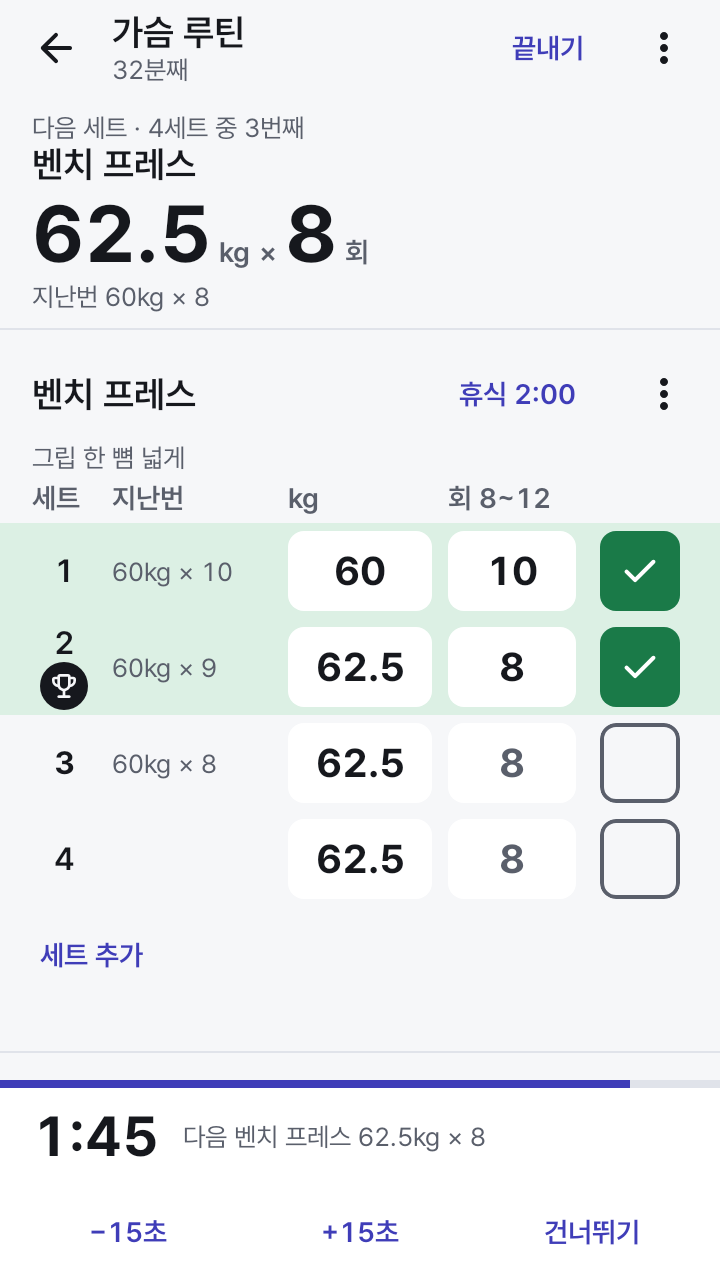 가슴 루틴
32분째
끝내기
다음 세트 · 4세트 중 3번째
벤치 프레스
62.5 kg × 8 회
지난번 60kg × 8
벤치 프레스
휴식 2:00
그립 한 뼘 넓게
세트 지난번 kg 회 8~12
1 60kg × 10 60 10
2 60kg × 9 62.5 8
3 60kg × 8 62.5 8
4 62.5 8
세트 추가
1:45 다음 벤치 프레스 62.5kg × 8
−15초 +15초 건너뛰기